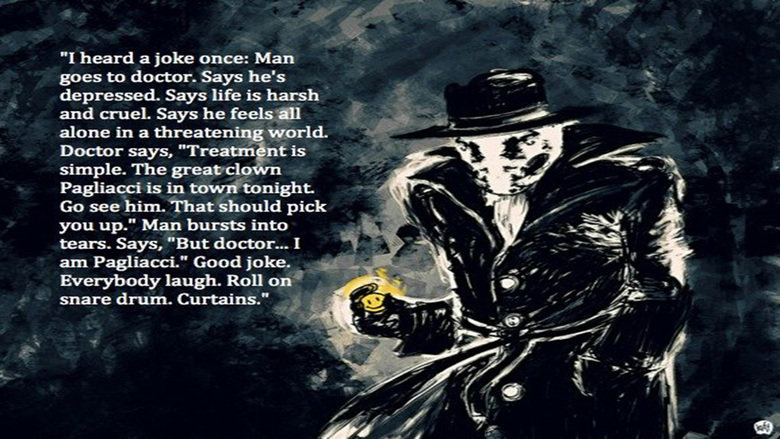 "I heard a joke once: Man
goes to doctor. Says he's
depressed. Says life is harsh
and cruel. Says he feels all
alone in a threatening world.
Doctor says, "Treatment is
simple. The great clown
Pagliacci is in town tonight.
Go see him. That should pick
you up." Man bursts into
tears. Says, "But doctor... I
am Pagliacci." Good joke.
Everybody laugh. Roll on
snare drum. Curtains."